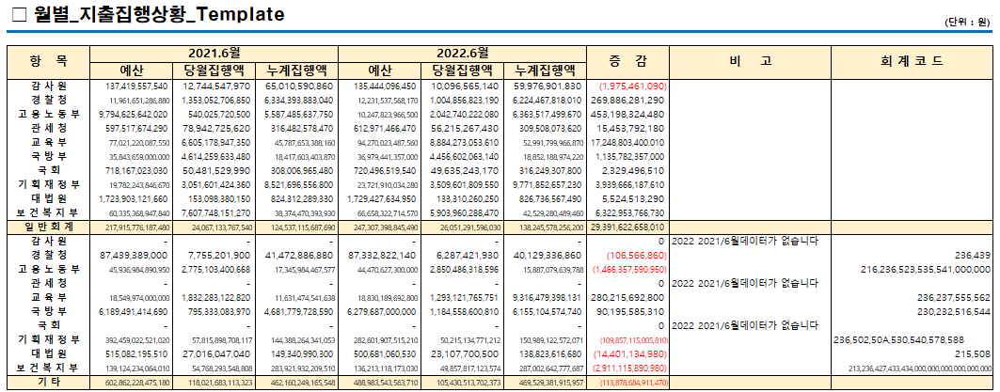 □ 월별_지출집행상황_Template
(단위 : 원)
항 목 2021.6월 2022.6월 증 감 비 고 회계코드
예산 당월집행액 누계집행액 예산 당월집행액 누계집행액
감사원 137,419,557,540 12,744,547,970 65,010,590,860 135,444,096,450 10,096,565,140 59,976,901,830 (1,975,461,090)
경찰청 11,961,651,286,880 1,353,052,706,850 6,334,393,883,040 12,231,537,568,170 1,004,856,823,190 6,224,467,818,010 269,886,281,290
고용노동부 9,794,625,642,020 540,025,720,500 5,587,485,637,750 10,247,823,966,500 2,042,740,222,080 6,363,517,499,670 453,198,324,480
관세청 597,517,674,290 78,942,725,620 316,482,578,470 612,971,466,470 56,215,267,430 309,508,073,620 15,453,792,180
교육부 77,021,220,087,550 6,605,178,947,350 45,787,653,388,160 94,270,023,487,560 8,884,273,053,610 52,991,799,966,870 17,248,803,400,010
국방부 35,843,659,000,000 4,614,259,633,480 18,417,603,403,870 36,979,441,357,000 4,456,602,063,140 18,852,188,974,220 1,135,782,357,000
국회 718,167,023,030 50,481,529,990 308,006,965,480 720,496,519,540 49,635,243,170 316,249,307,800 2,329,496,510
기획재정부 19,782,243,846,670 3,051,601,424,360 8,521,696,556,800 23,721,910,034,280 3,509,601,809,550 9,771,852,657,230 3,939,666,187,610
대법원 1,723,903,121,660 153,098,380,150 824,312,289,330 1,729,427,634,950 133,310,260,250 826,736,567,490 5,524,513,290
보건복지부 60,335,368,947,840 7,607,748,151,270 38,374,470,393,930 66,658,322,714,570 5,903,960,288,470 42,529,280,489,460 6,322,953,766,730
일반회계 217,915,776,187,480 24,067,133,767,540 124,537,115,687,690 247,307,398,845,490 26,051,291,596,030 138,245,578,256,200 29,391,622,658,010
감사원 - - - - - - 0 2022 2021/6월데이터가 없습니다
경찰청 87,439,389,000 7,755,201,900 41,472,886,880 87,332,822,140 6,287,421,930 40,129,336,860 (106,566,860) 236,439
고용노동부 45,936,984,890,950 2,775,103,400,668 17,345,984,467,577 44,470,627,300,000 2,850,486,318,596 15,887,079,639,788 (1,466,357,590,950) 216,236,523,535,541,000,000
관세청 - - - - - - 0 2022 2021/6월데이터가 없습니다
교육부 18,549,974,000,000 1,832,283,122,820 11,631,474,541,638 18,830,189,692,800 1,293,121,765,751 9,316,479,398,131 280,215,692,800 236,237,555,562
국방부 6,189,491,414,690 795,333,083,970 4,681,779,728,590 6,279,687,000,000 1,184,558,600,810 6,155,104,574,740 90,195,585,310 230,232,516,544
국회 - - - - - - 0 2022 2021/6월데이터가 없습니다
기획재정부 392,459,022,521,020 57,815,898,708,117 144,388,264,341,053 282,601,907,515,210 50,215,134,771,212 150,989,122,572,071 (109,857,115,005,810) 236,502,50A,530,540,578,588
대법원 515,082,195,510 27,016,047,040 149,340,990,300 500,681,060,530 23,107,700,500 138,823,616,680 (14,401,134,980) 215,508
보건복지부 139,124,234,064,010 54,768,293,548,808 283,921,932,209,510 136,213,118,173,030 49,857,817,123,574 287,002,642,777,687 (2,911,115,890,980) 213,236,427,433,434,000,000,000,000,000,000
기타 602,862,228,475,180 118,021,683,113,323 462,160,249,165,548 488,983,543,563,710 105,430,513,702,373 469,529,381,915,957 (113,878,684,911,470)